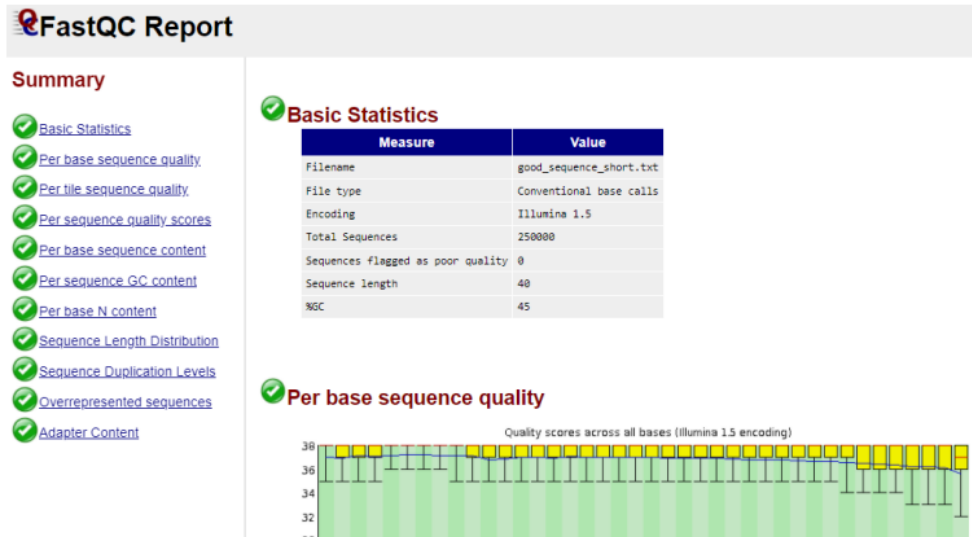 FastQC Report
Summary
Basic Statistics
Per base sequence quality
Per tile sequence quality
Per sequence quality scores
Per base sequence content
Per sequence GC content
Per base N content
Sequence Length Distribution
Sequence Duplication Levels
Overrepresented sequences
Adapter Content
Basic Statistics
Measure Value
Filename good_sequence_short.txt
File type Conventional base calls
Encoding Illumina 1.5
Total Sequences 250000
Sequences flagged as poor quality 0
Sequence length 40
%GC 45
Per base sequence quality
Quality scores across all bases (Illumina 1.5 encoding)
38
36
34
32